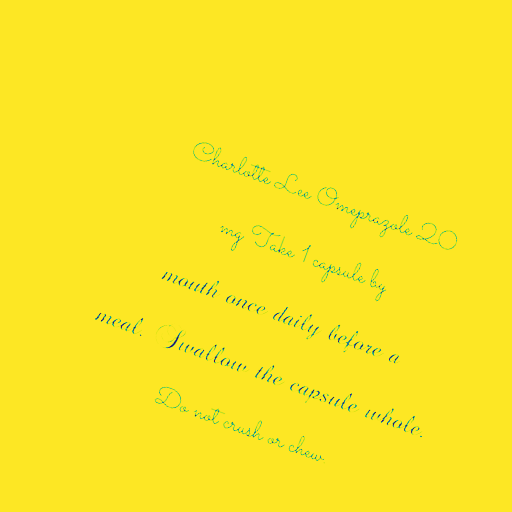 Charlotte Lee Omeprazole 20
mg Take 1 capsule by
mouth once daily before a
meal. Swallow the capsule whole.
Do not crush or chew.